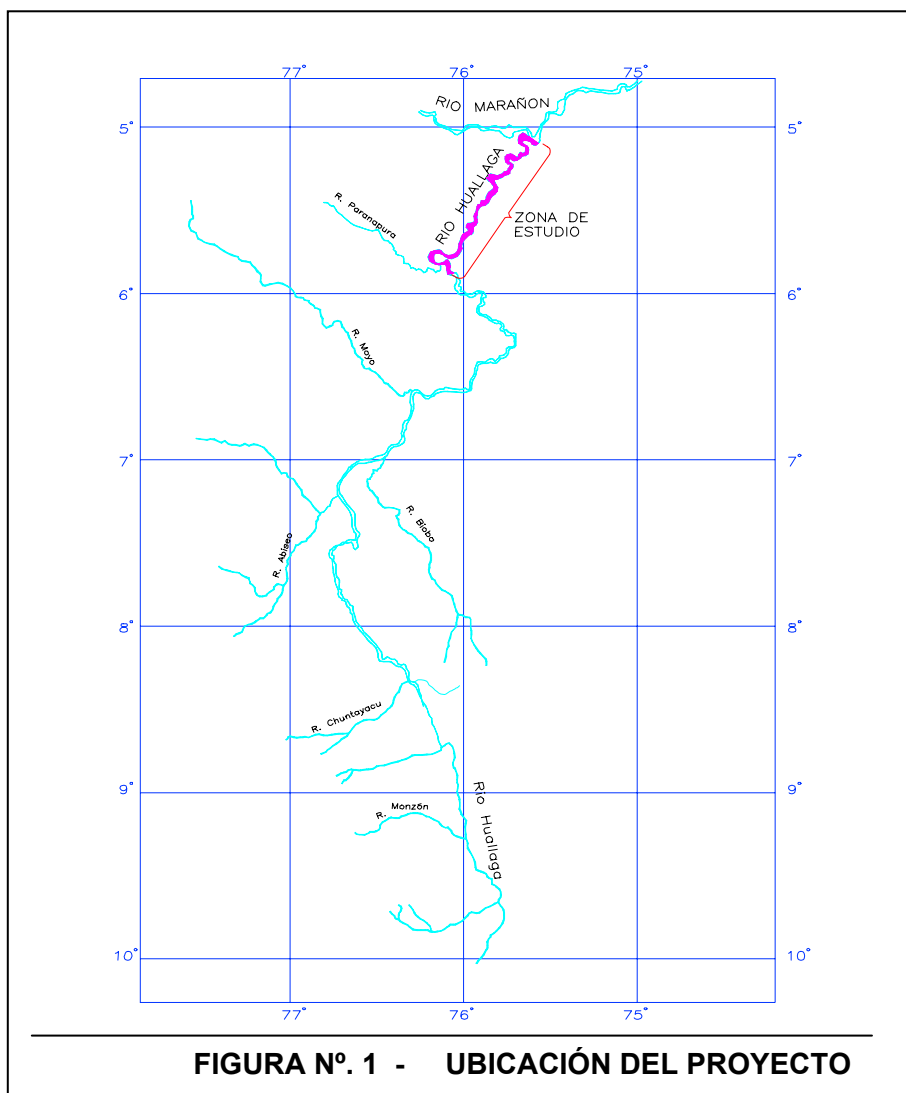 77°
76°
75°
RIO MARAÑON
5°
5°
RIO HUALLAGA
R. Paranapura
ZONA DE
ESTUDIO
6°
6°
R. Mayo
7°
7°
R. Biabo
R. Abiseo
8°
8°
R. Chuntayacu
9°
9°
Rio Huallaga
R. Monzón
10°
10°
77°
76°
75°
FIGURA Nº. 1 - UBICACIÓN DEL PROYECTO